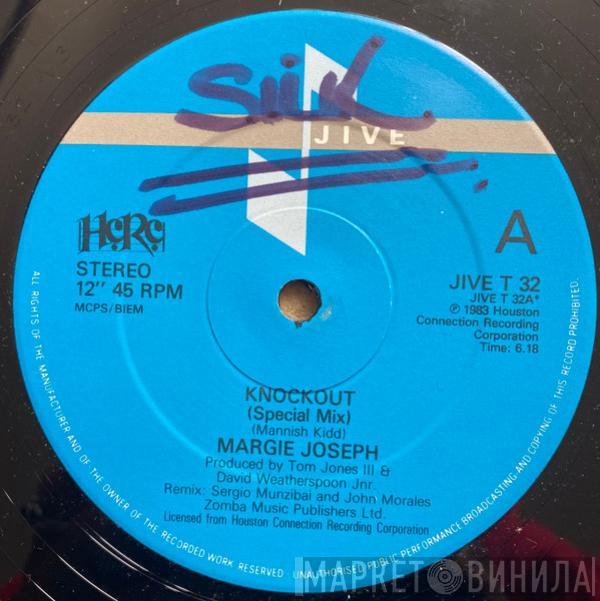 Silk
JIVE
HCRC
A
STEREO
12" 45 RPM
MCPS/BIEM
JIVE T 32
JIVE T 32A*
℗ 1983 Houston
Connection Recording
Corporation
Time: 6.18
KNOCKOUT
(Special Mix)
(Mannish Kidd)
MARGIE JOSEPH
Produced by Tom Jones III &
David Weatherspoon Jnr.
Remix: Sergio Munzibai and John Morales
Zomba Music Publishers Ltd.
Licensed from Houston Connection Recording Corporation
ALL RIGHTS OF THE MANUFACTURER AND OF THE OWNER OF THE RECORDED WORK RESERVED · UNAUTHORISED PUBLIC PERFORMANCE BROADCASTING AND COPYING OF THIS RECORD PROHIBITED.
МАРКЕТ ВИНИЛА